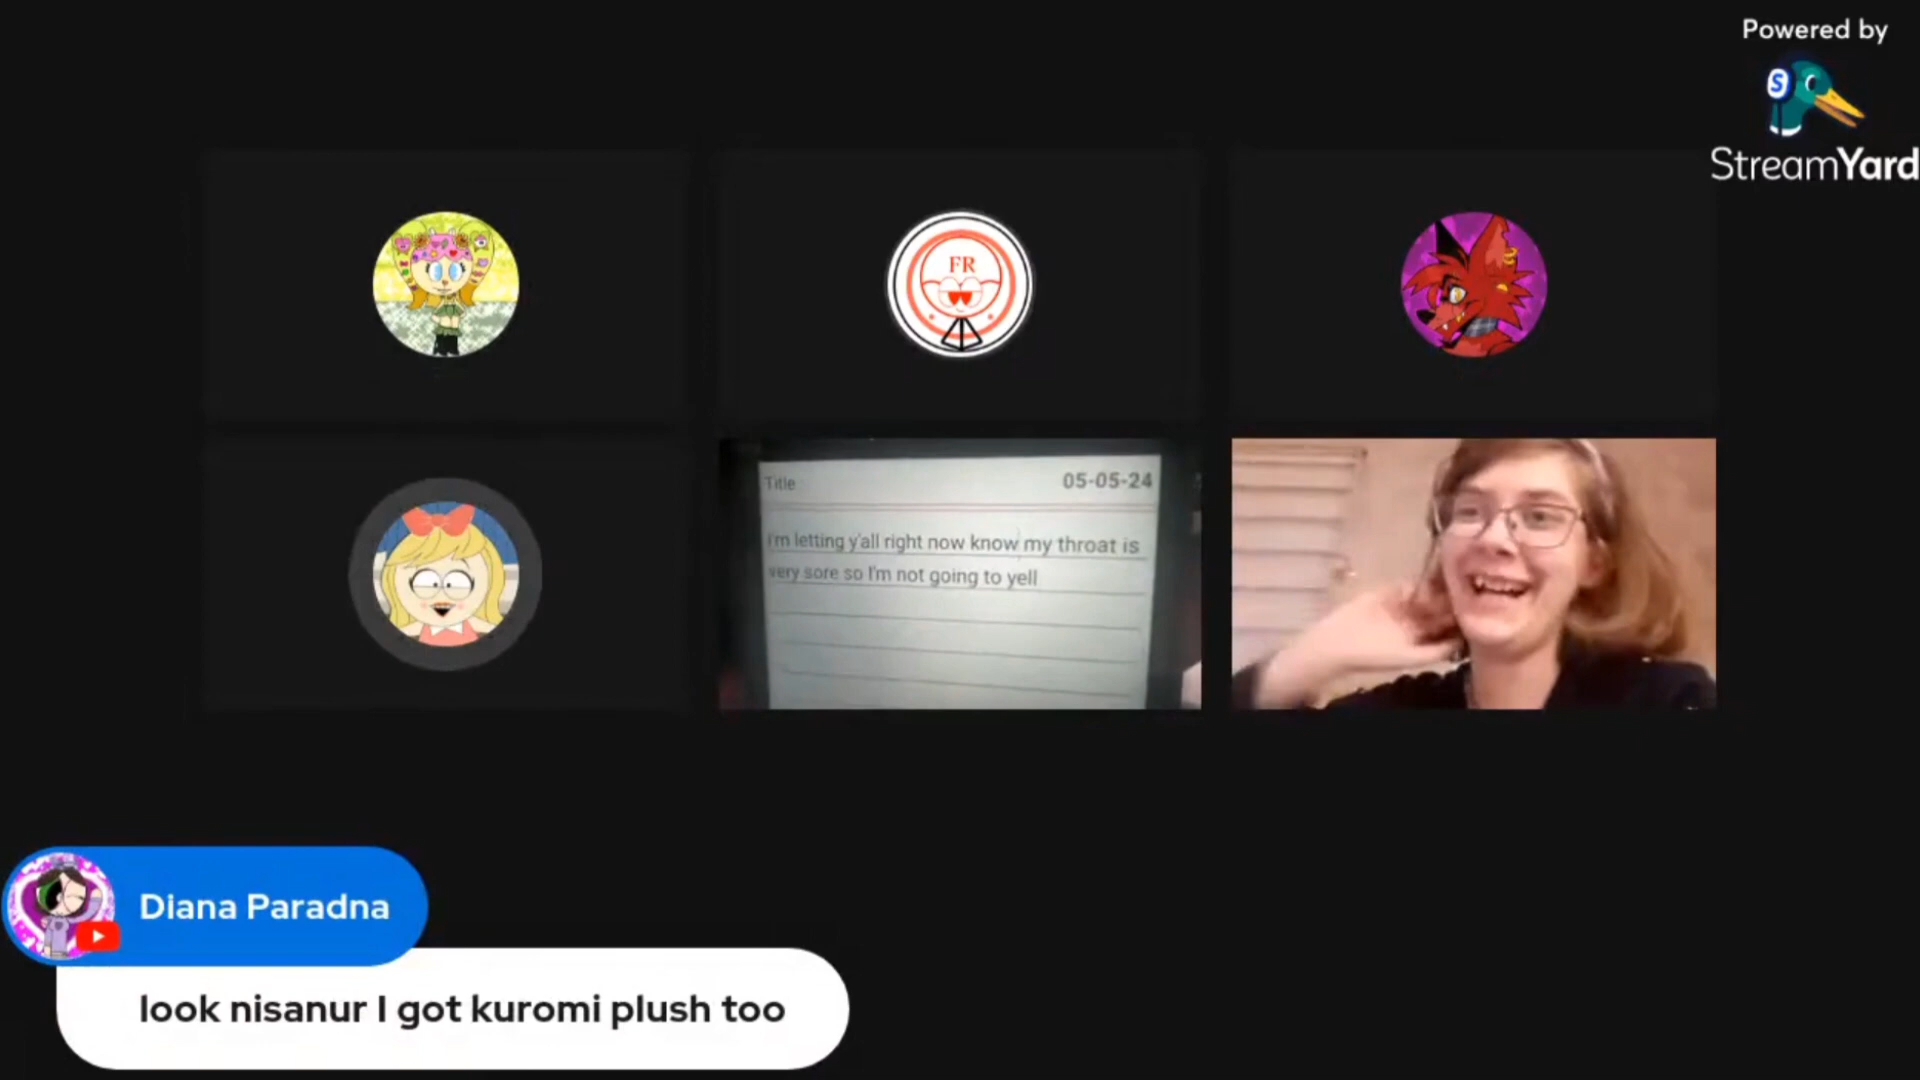 Powered by
S
StreamYard
FR
Title
05-05-24
i'm letting y'all right now know my throat is
very sore so I'm not going to yell
Diana Paradna
look nisanur I got kuromi plush too